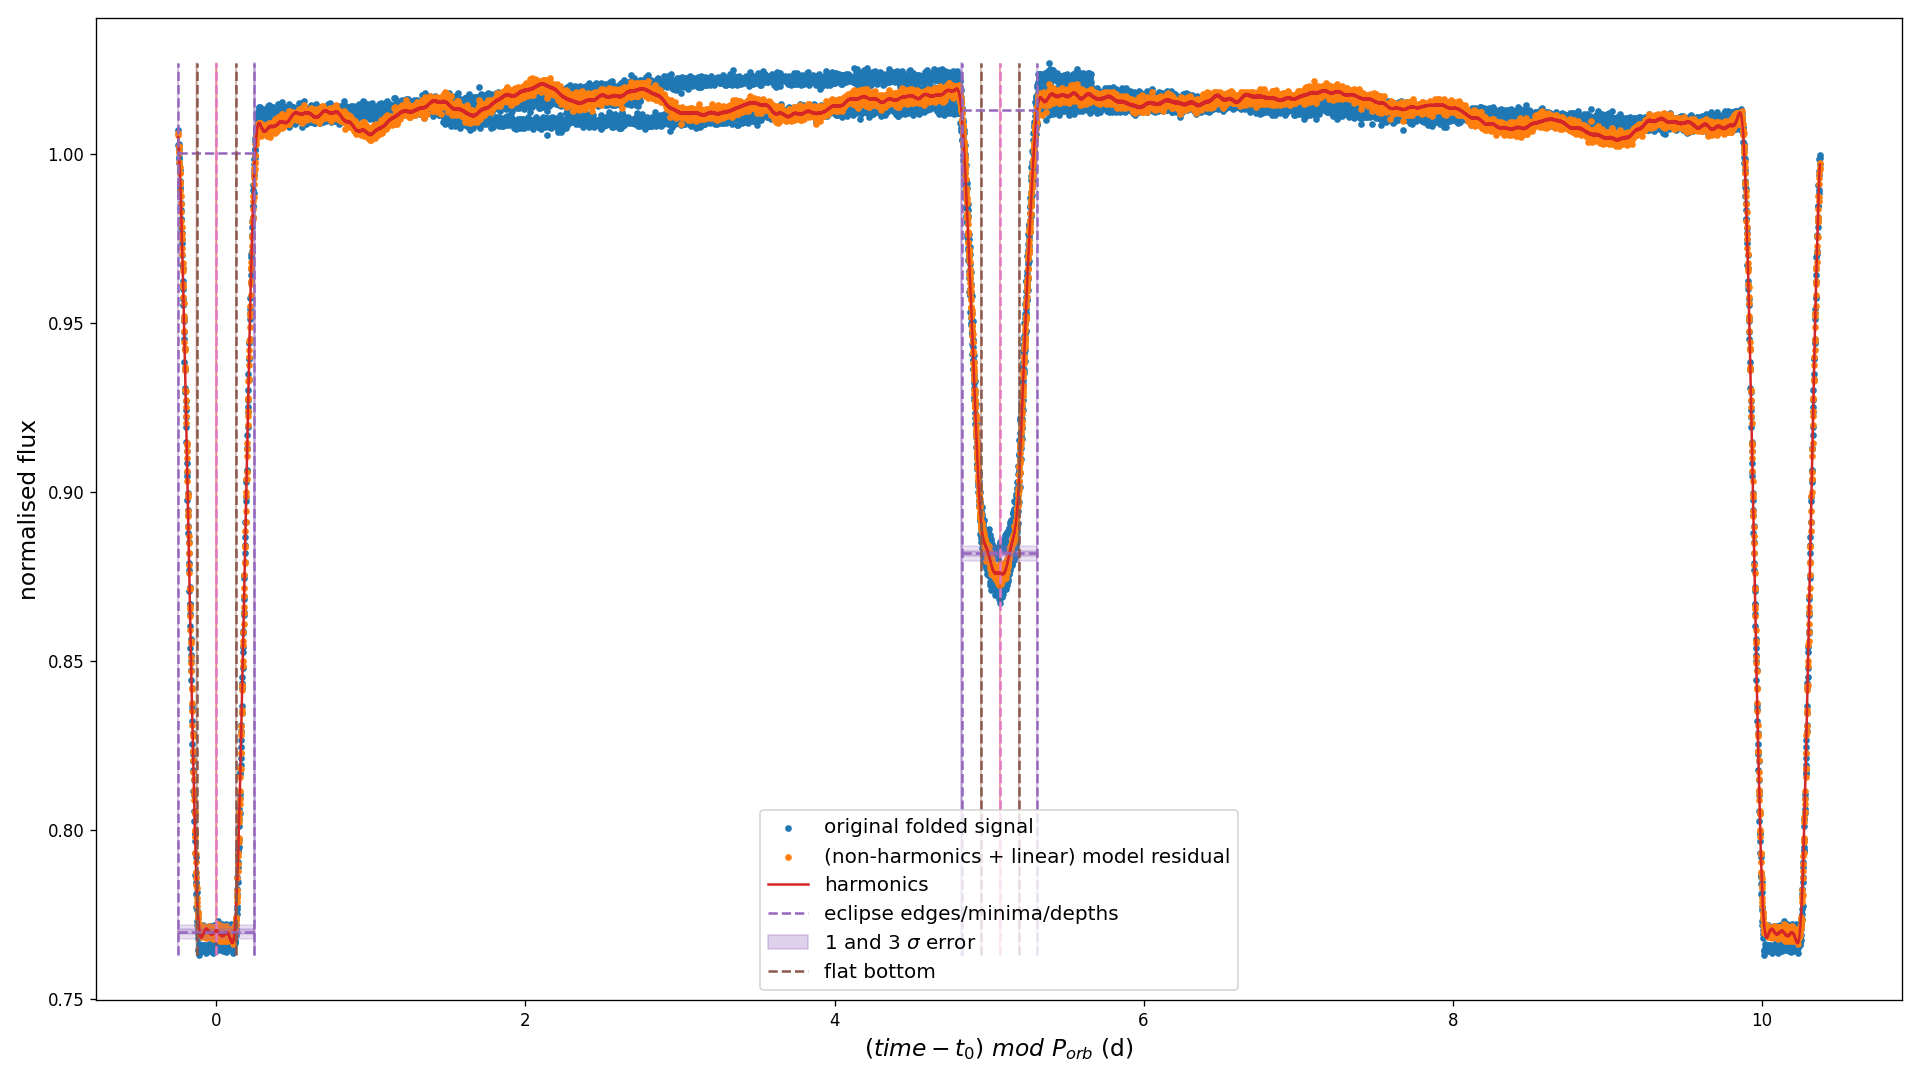 normalised flux
1.00
0.95
0.90
0.85
0.80
0.75
original folded signal
(non-harmonics + linear) model residual
harmonics
eclipse edges/minima/depths
1 and 3 σ error
flat bottom
0 2 4 6 8 10
(time − t₀) mod Pₒᵣb (d)